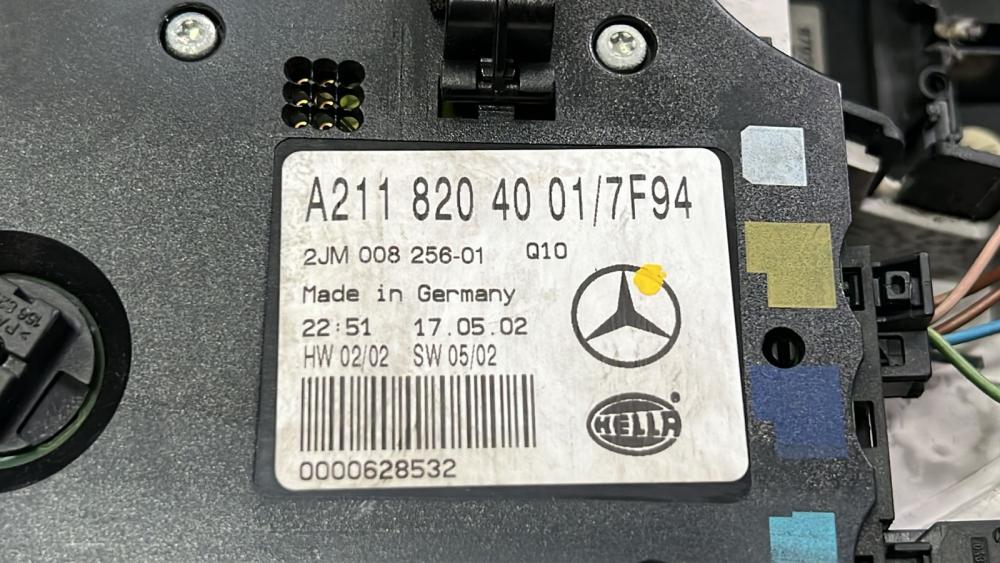 A211 820 40 01/7F94
2JM 008 256-01 Q10
Made in Germany
22:51 17.05.02
HW 02/02 SW 05/02
HELLA ®
0000628532